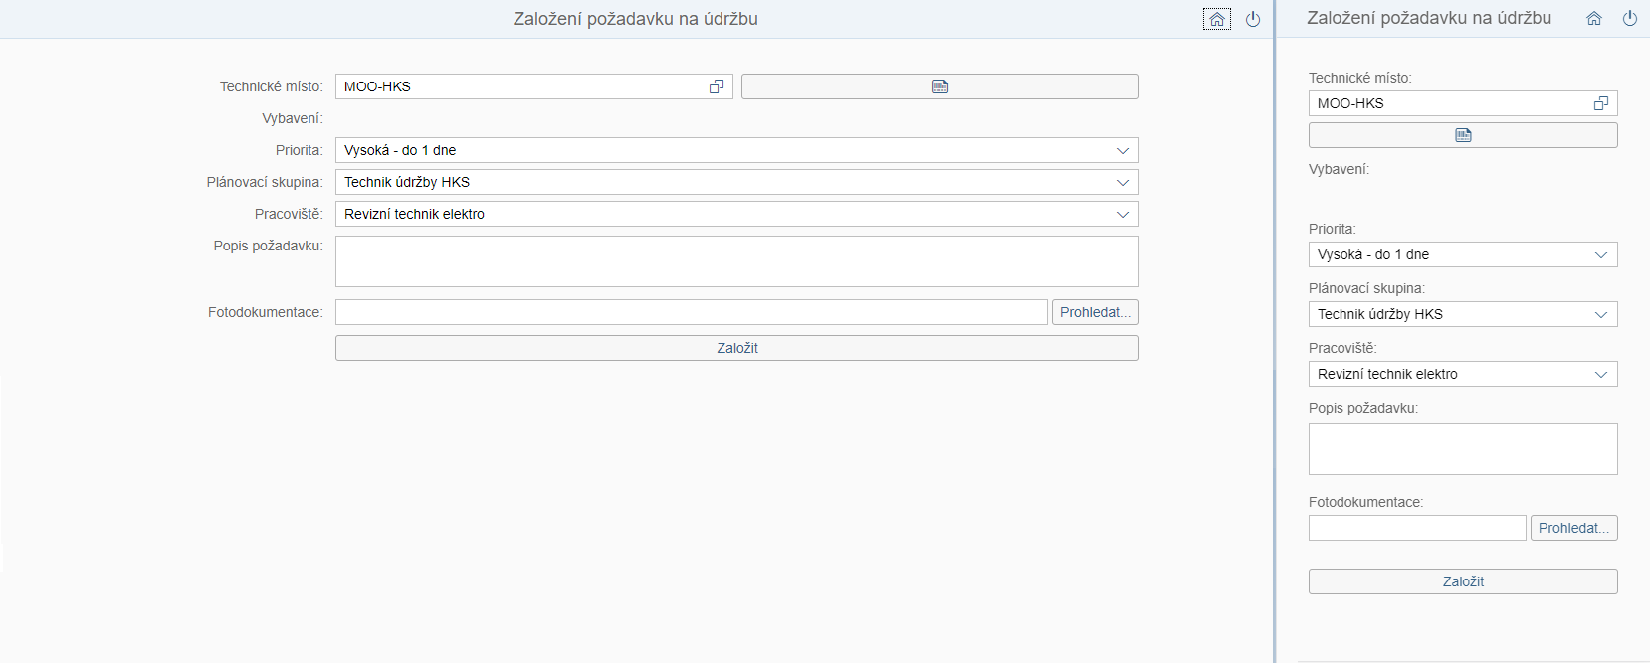 Založení požadavku na údržbu
Technické místo: MOO-HKS
Vybavení:
Priorita: Vysoká - do 1 dne
Plánovací skupina: Technik údržby HKS
Pracoviště: Revizní technik elektro
Popis požadavku:
Fotodokumentace: Prohledat...
Založit
Založení požadavku na údržbu
Technické místo:
MOO-HKS
Vybavení:
Priorita:
Vysoká - do 1 dne
Plánovací skupina:
Technik údržby HKS
Pracoviště:
Revizní technik elektro
Popis požadavku:
Fotodokumentace:
Prohledat...
Založit